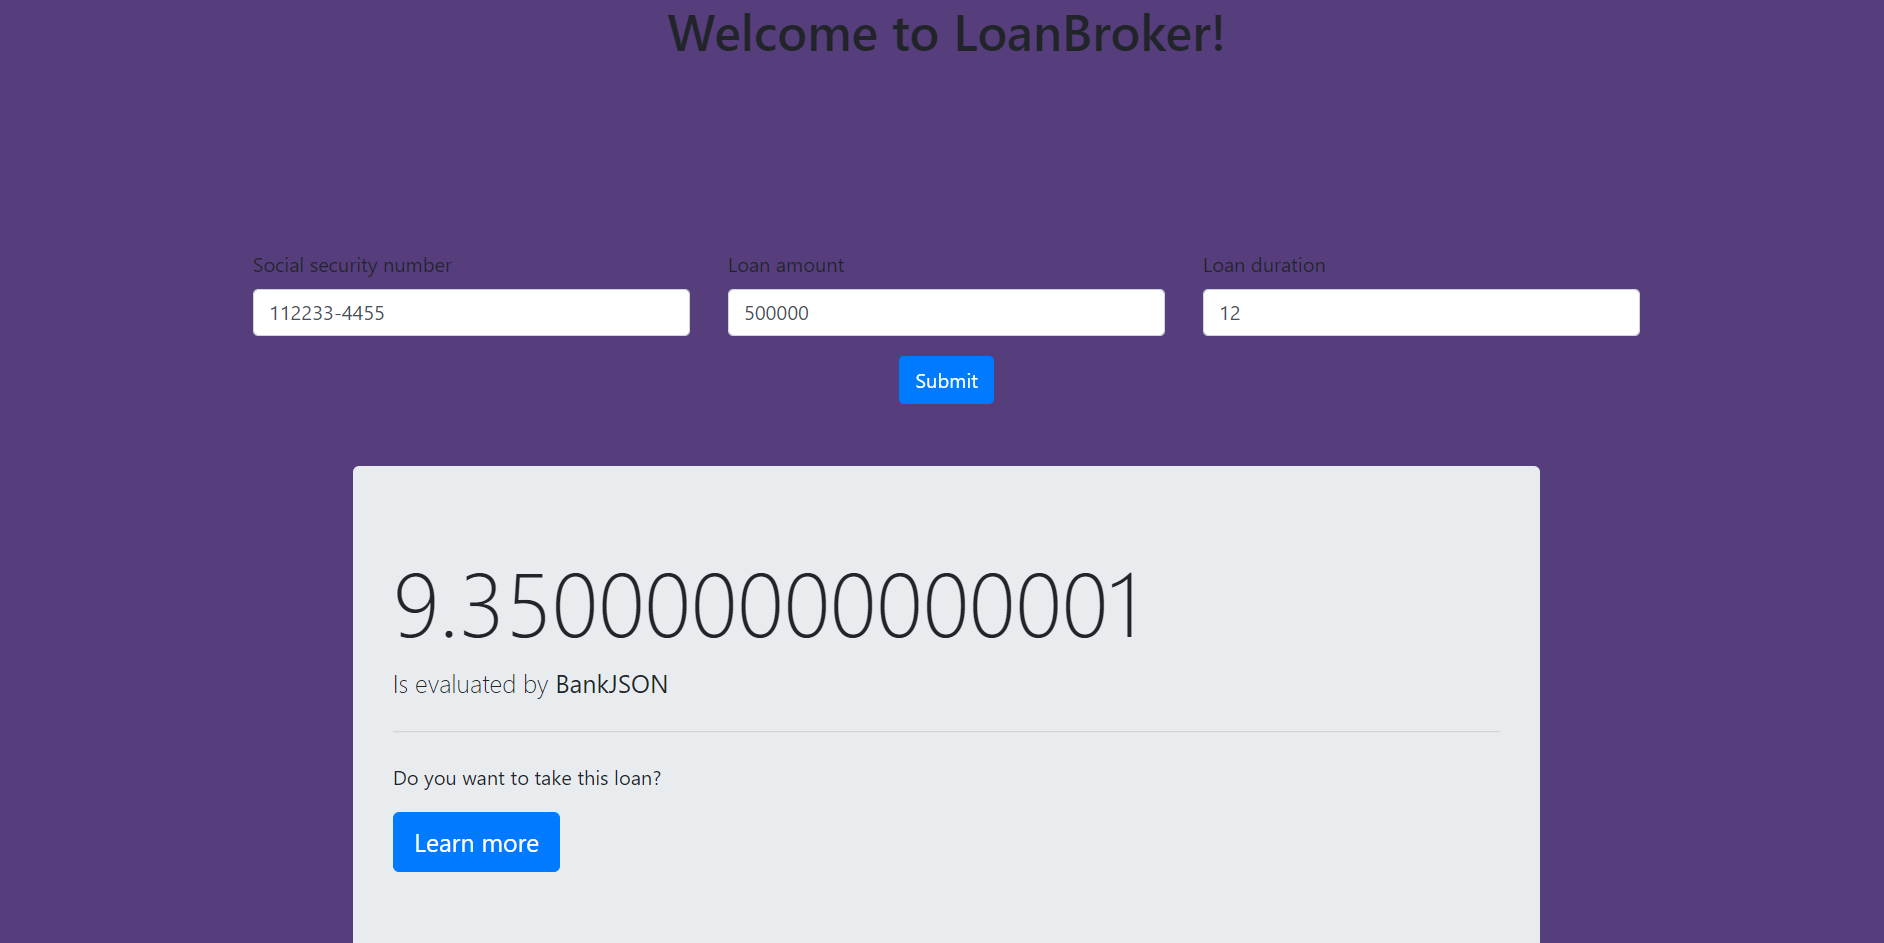 Welcome to LoanBroker!
Social security number
Loan amount
Loan duration
112233-4455
500000
12
Submit
9.350000000000001
Is evaluated by BankJSON
Do you want to take this loan?
Learn more